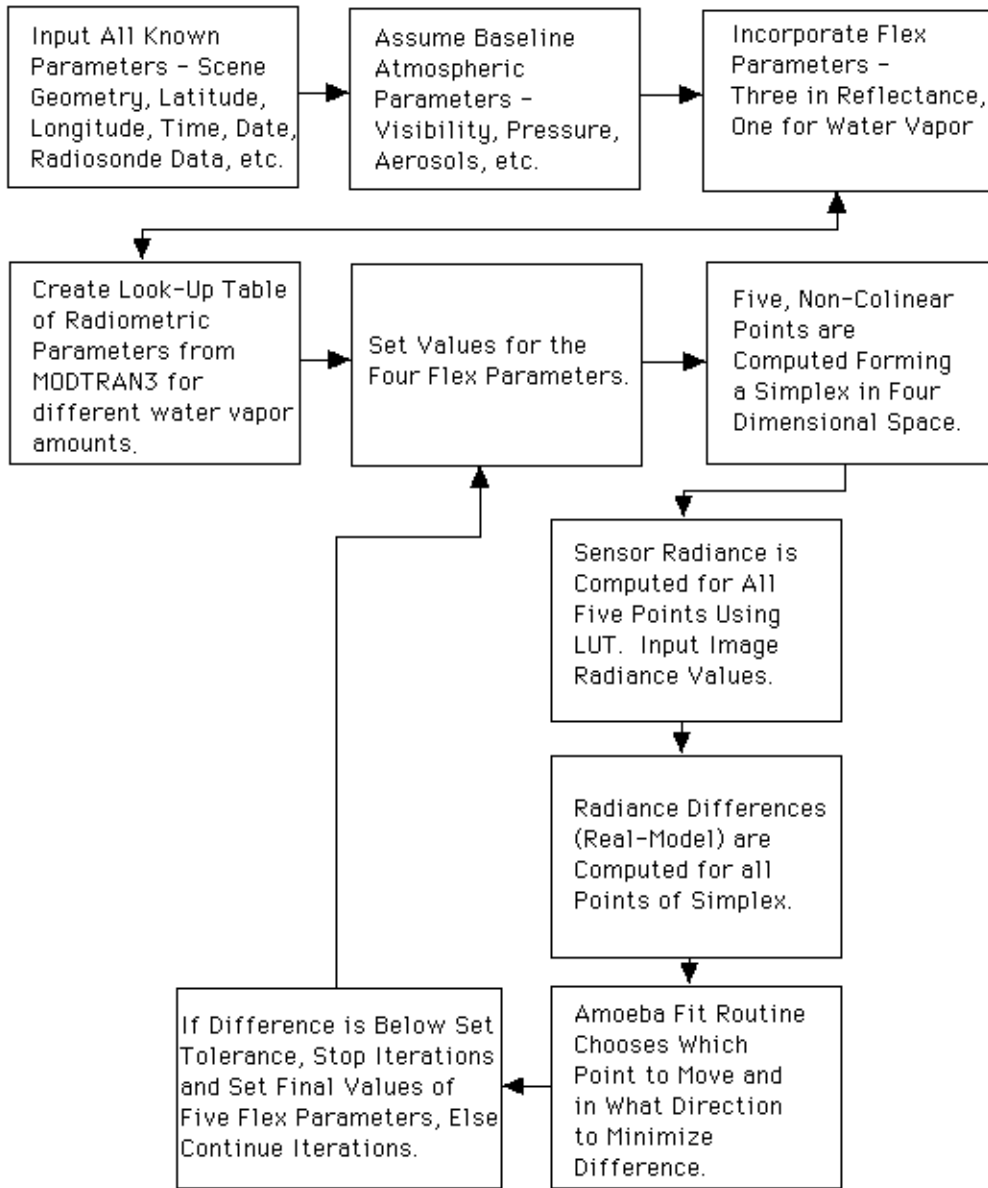 Input All Known
Parameters - Scene
Geometry, Latitude,
Longitude, Time, Date,
Radiosonde Data, etc.
Assume Baseline
Atmospheric
Parameters -
Visibility, Pressure,
Aerosols, etc.
Incorporate Flex
Parameters -
Three in Reflectance,
One for Water Vapor
Create Look-Up Table
of Radiometric
Parameters from
MODTRAN3 for
different water vapor
amounts.
Set Values for the
Four Flex Parameters.
Five, Non-Colinear
Points are
Computed Forming
a Simplex in Four
Dimensional Space.
Sensor Radiance is
Computed for All
Five Points Using
LUT. Input Image
Radiance Values.
Radiance Differences
(Real-Model) are
Computed for all
Points of Simplex.
Amoeba Fit Routine
Chooses Which
Point to Move and
in What Direction
to Minimize
Difference.
If Difference is Below Set
Tolerance, Stop Iterations
and Set Final Values of
Five Flex Parameters, Else
Continue Iterations.